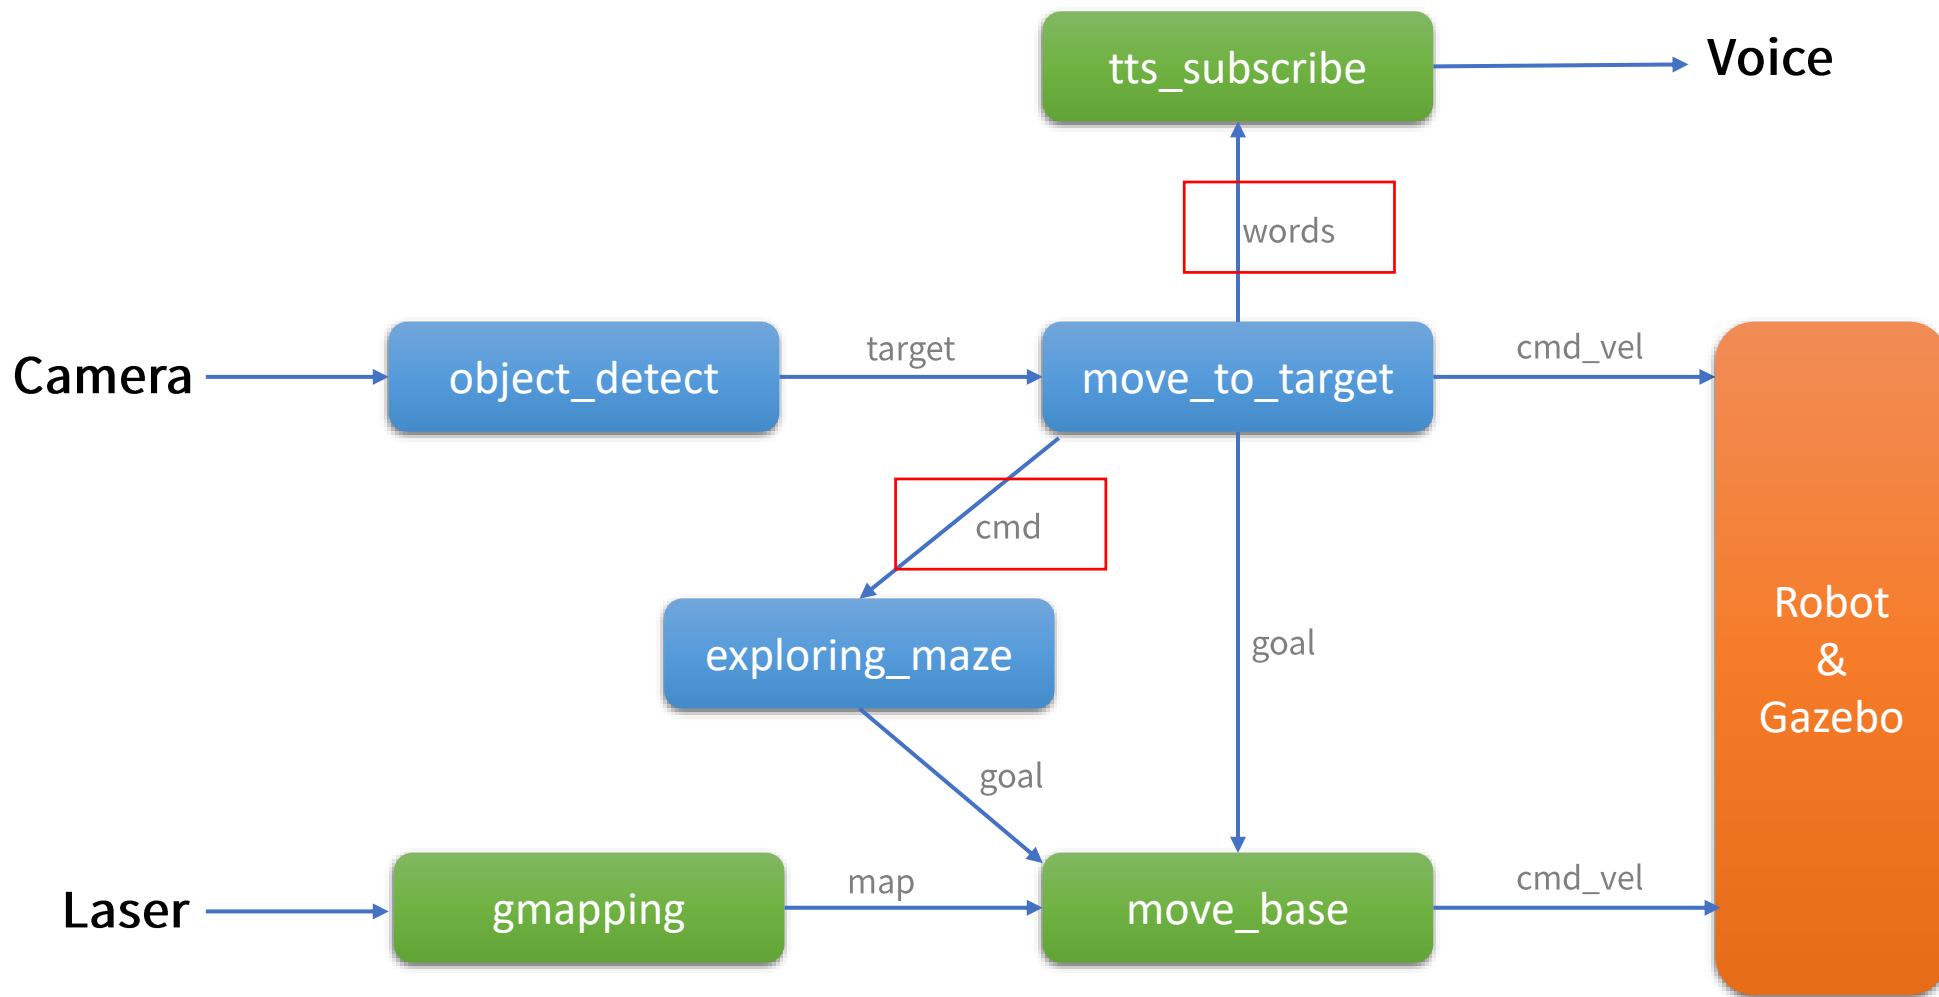 tts_subscribe
Voice
words
Camera
object_detect
target
move_to_target
cmd_vel
cmd
exploring_maze
goal
goal
Robot
&
Gazebo
Laser
gmapping
map
move_base
cmd_vel